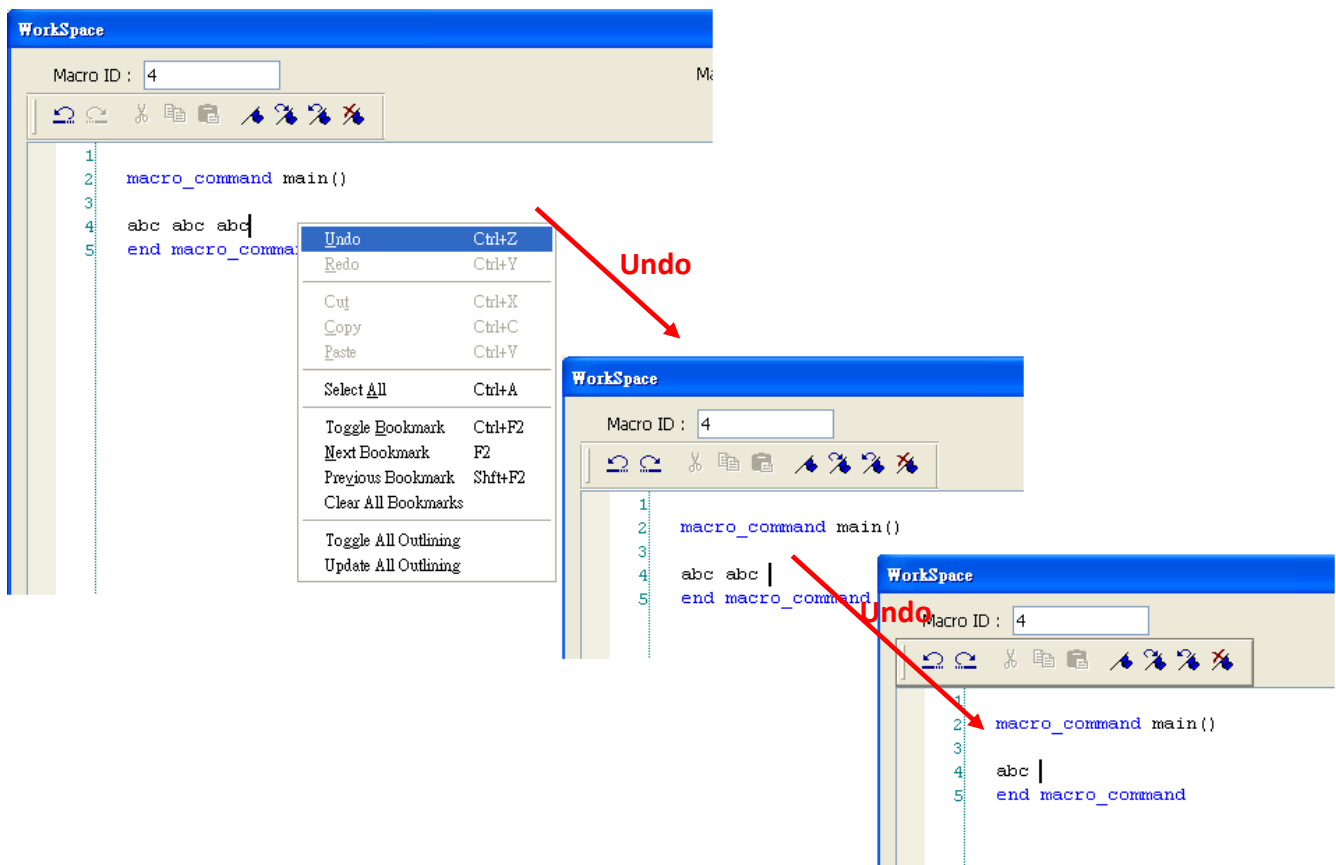 WorkSpace
Macro ID : 4
Ma
1
2 macro_command main()
3
4 abc abc abc
5 end macro_comma
Undo Ctrl+Z
Redo Ctrl+Y
Cut Ctrl+X
Copy Ctrl+C
Paste Ctrl+V
Select All Ctrl+A
Toggle Bookmark Ctrl+F2
Next Bookmark F2
Previous Bookmark Shft+F2
Clear All Bookmarks
Toggle All Outlining
Update All Outlining
Undo
WorkSpace
Macro ID : 4
1
2 macro_command main()
3
4 abc abc
5 end macro_command
Undo
WorkSpace
Macro ID : 4
1
2 macro_command main()
3
4 abc
5 end macro_command